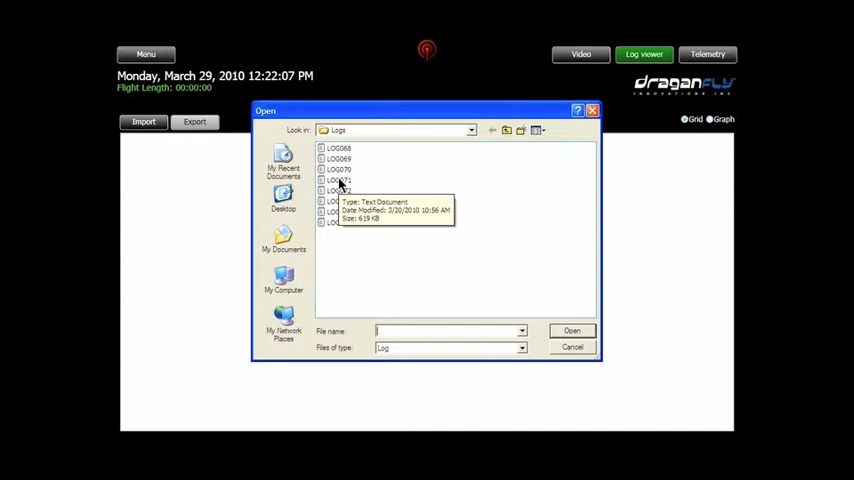 Menu
Video
Log viewer
Telemetry
Monday, March 29, 2010 12:22:07 PM
Flight Length: 00:00:00
draganfly
INNOVATIONS INC
Import
Export
Grid
Graph
Open
Look in:
Logs
LOG068
LOG069
LOG070
LOG071
Type: Text Document
Date Modified: 3/20/2010 10:56 AM
Size: 619 KB
My Recent
Documents
Desktop
My Documents
My Computer
My Network
Places
File name:
Open
Files of type:
Log
Cancel